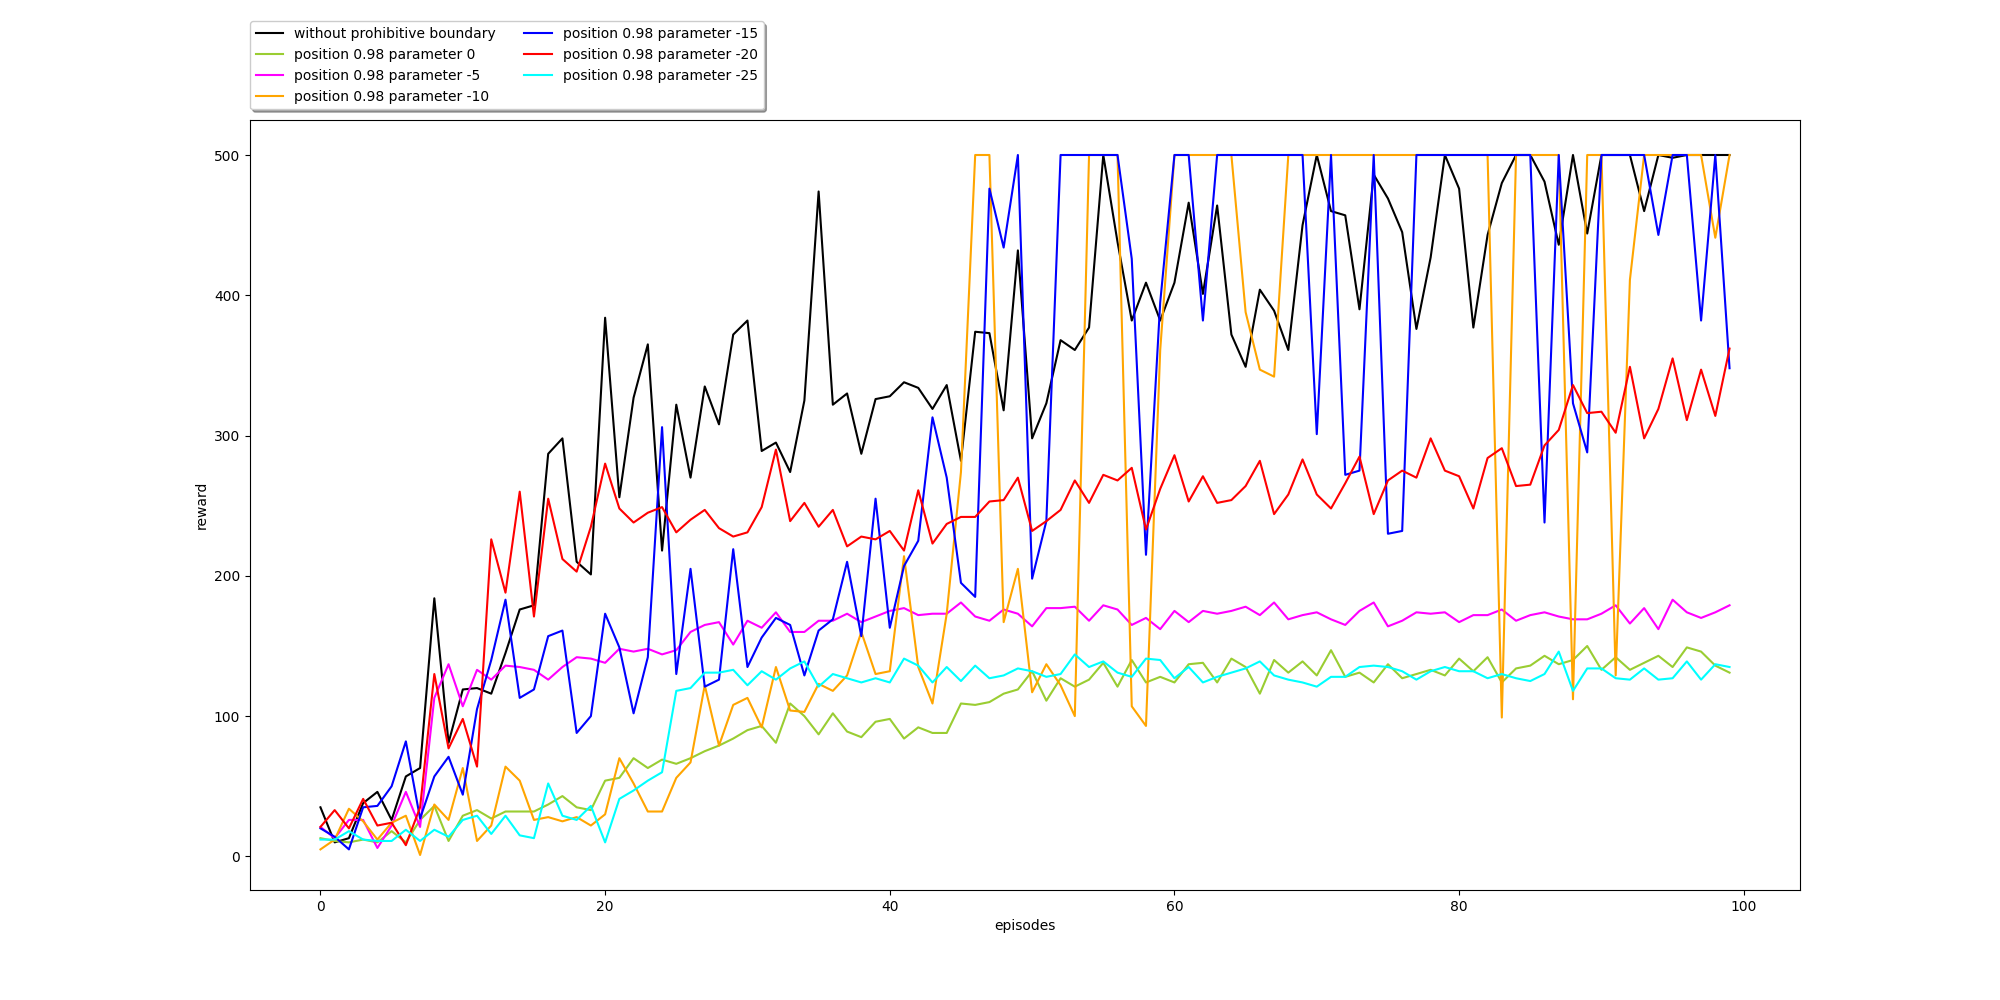 without prohibitive boundary
position 0.98 parameter 0
position 0.98 parameter -5
position 0.98 parameter -10
position 0.98 parameter -15
position 0.98 parameter -20
position 0.98 parameter -25
500
400
300
200
100
0
reward
0 20 40 60 80 100
episodes